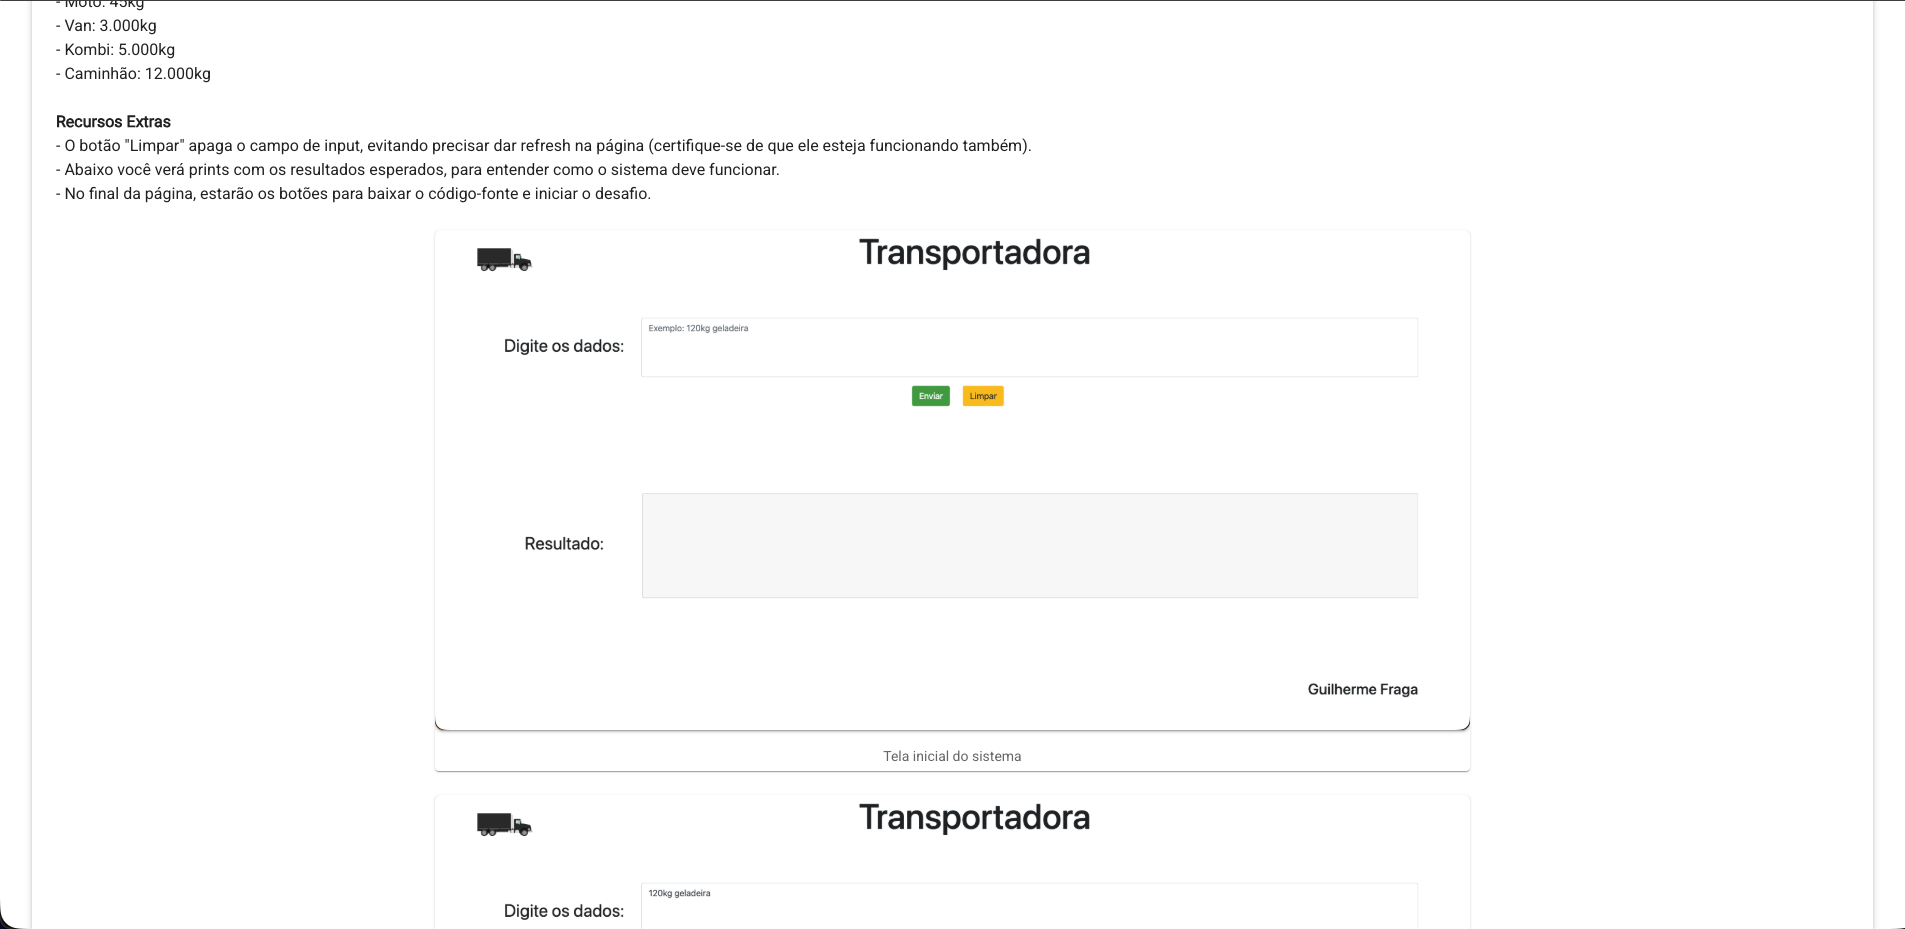 - Moto: 45kg
- Van: 3.000kg
- Kombi: 5.000kg
- Caminhão: 12.000kg
Recursos Extras
- O botão "Limpar" apaga o campo de input, evitando precisar dar refresh na página (certifique-se de que ele esteja funcionando também).
- Abaixo você verá prints com os resultados esperados, para entender como o sistema deve funcionar.
- No final da página, estarão os botões para baixar o código-fonte e iniciar o desafio.
Transportadora
Digite os dados:
Exemplo: 120kg geladeira
Enviar
Limpar
Resultado:
Guilherme Fraga
Tela inicial do sistema
Transportadora
Digite os dados:
120kg geladeira